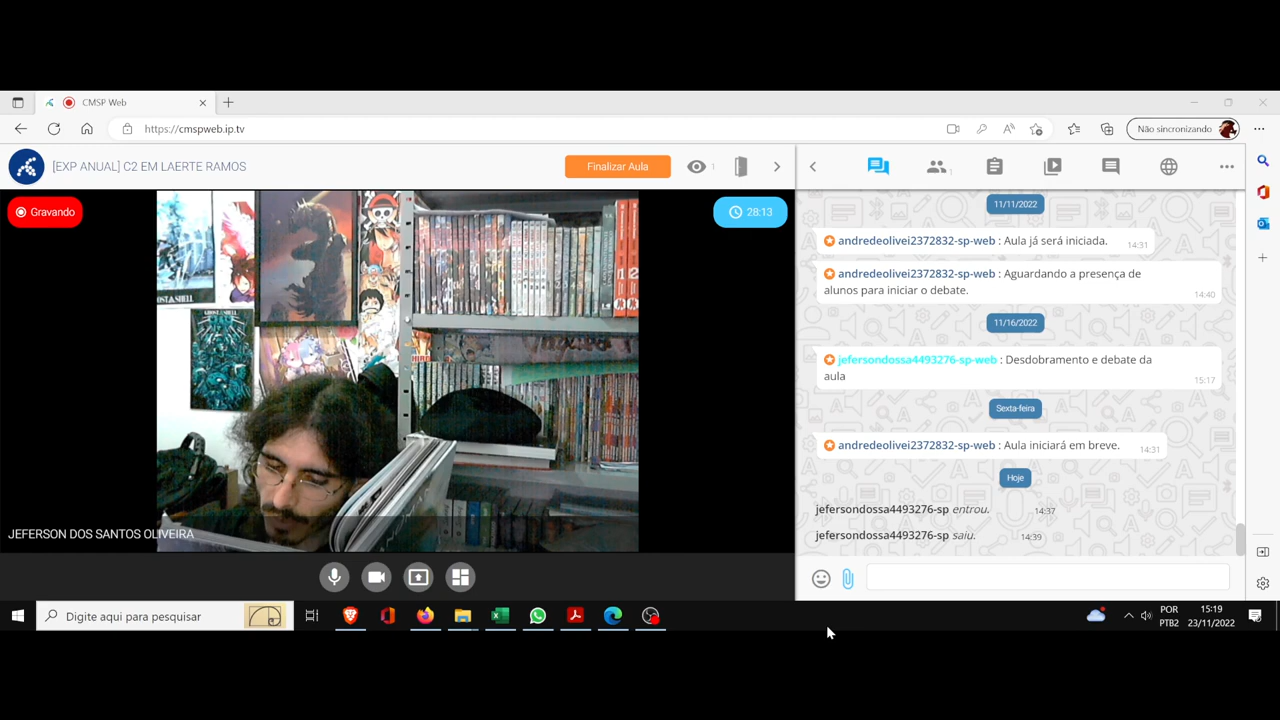 CMSP Web
https://cmspweb.ip.tv
Não sincronizando
[EXP ANUAL] C2 EM LAERTE RAMOS
Finalizar Aula
1
Gravando
28:13
JEFERSON DOS SANTOS OLIVEIRA
1
11/11/2022
andredeolivei2372832-sp-web : Aula já será iniciada.
14:31
andredeolivei2372832-sp-web : Aguardando a presença de
alunos para iniciar o debate.
14:40
11/16/2022
jefersondossa4493276-sp-web : Desdobramento e debate da
aula
15:17
Sexta-feira
andredeolivei2372832-sp-web : Aula iniciará em breve.
14:31
Hoje
jefersondossa4493276-sp entrou.
14:37
jefersondossa4493276-sp saiu.
14:39
Digite aqui para pesquisar
POR
PTB2
15:19
23/11/2022